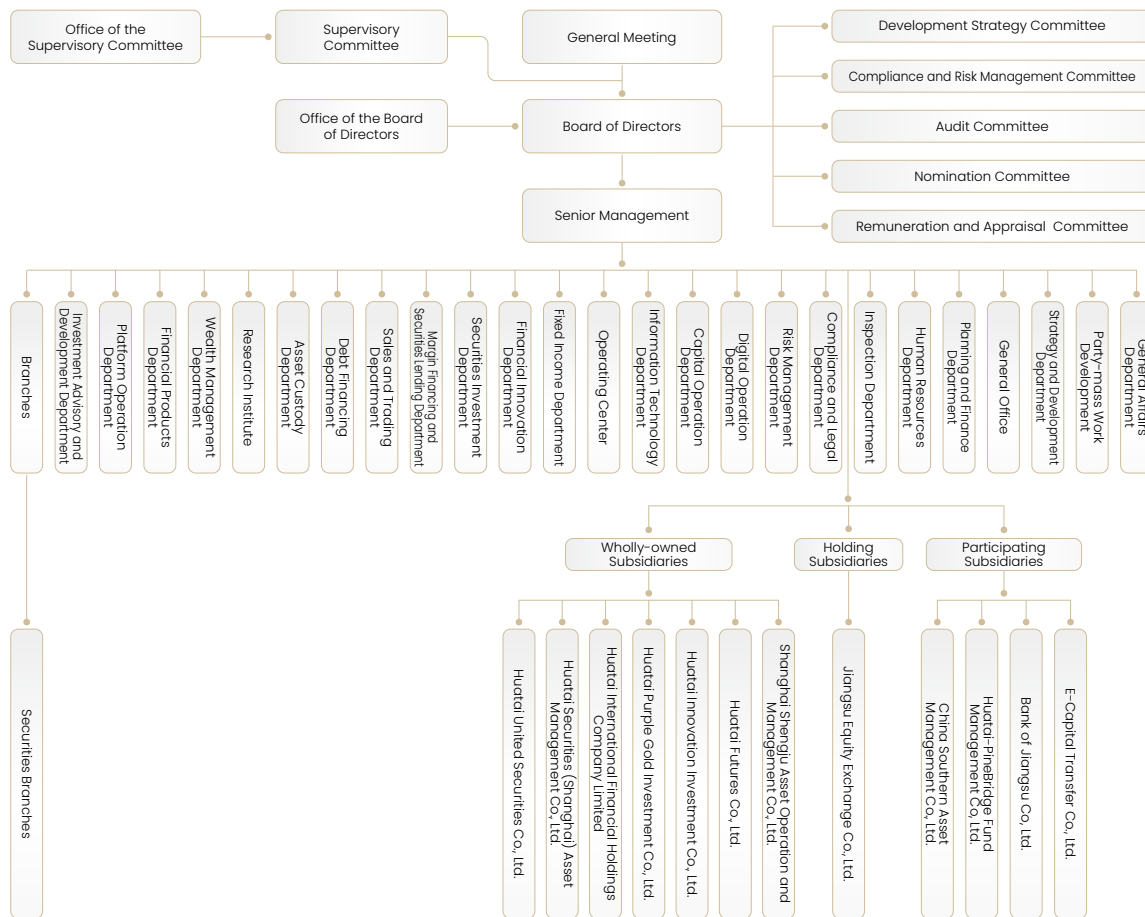 Office of the
Supervisory Committee
Supervisory
Committee
General Meeting
Development Strategy Committee
Compliance and Risk Management Committee
Office of the Board
of Directors
Board of Directors
Audit Committee
Nomination Committee
Senior Management
Remuneration and Appraisal Committee
Branches
Investment Advisory and
Development Department
Platform Operation
Department
Financial Products
Department
Wealth Management
Department
Research Institute
Asset Custody
Department
Debt Financing
Department
Sales and Trading
Department
Margin Financing and
Securities Lending Department
Securities Investment
Department
Financial Innovation
Department
Fixed Income Department
Operating Center
Information Technology
Department
Capital Operation
Department
Digital Operation
Department
Risk Management
Department
Compliance and Legal
Department
Inspection Department
Human Resources
Department
Planning and Finance
Department
General Office
Strategy and Development
Department
Party-mass Work
Development
General Affairs
Department
Wholly-owned
Subsidiaries
Holding
Subsidiaries
Participating
Subsidiaries
Securities Branches
Huatai United Securities Co., Ltd.
Huatai Securities (Shanghai) Asset
Management Co., Ltd.
Huatai International Financial Holdings
Company Limited
Huatai Purple Gold Investment Co., Ltd.
Huatai Innovation Investment Co., Ltd.
Huatai Futures Co., Ltd.
Shanghai Shengju Asset Operation and
Management Co., Ltd.
Jiangsu Equity Exchange Co., Ltd.
China Southern Asset
Management Co., Ltd.
Huatai-PineBridge Fund
Management Co., Ltd.
Bank of Jiangsu Co., Ltd.
E-Capital Transfer Co., Ltd.